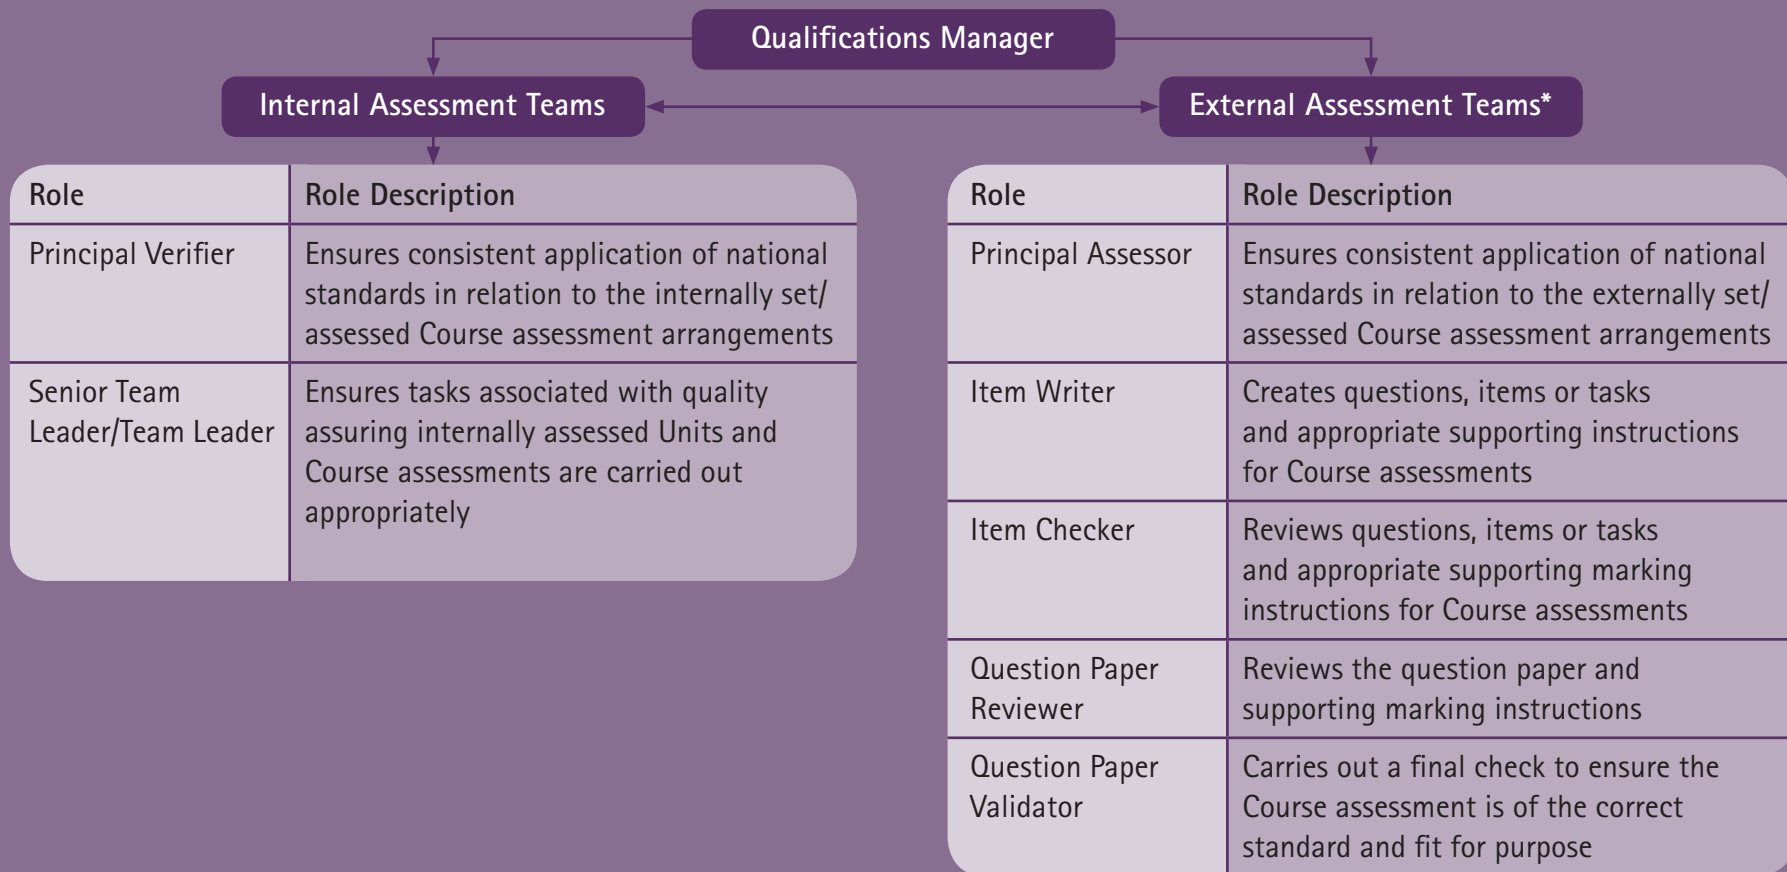 Qualifications Manager
Internal Assessment Teams
External Assessment Teams*
Role
Role Description
Principal Verifier
Ensures consistent application of national
standards in relation to the internally set/
assessed Course assessment arrangements
Senior Team
Leader/Team Leader
Ensures tasks associated with quality
assuring internally assessed Units and
Course assessments are carried out
appropriately
Role
Role Description
Principal Assessor
Ensures consistent application of national
standards in relation to the externally set/
assessed Course assessment arrangements
Item Writer
Creates questions, items or tasks
and appropriate supporting instructions
for Course assessments
Item Checker
Reviews questions, items or tasks
and appropriate supporting marking
instructions for Course assessments
Question Paper
Reviewer
Reviews the question paper and
supporting marking instructions
Question Paper
Validator
Carries out a final check to ensure the
Course assessment is of the correct
standard and fit for purpose